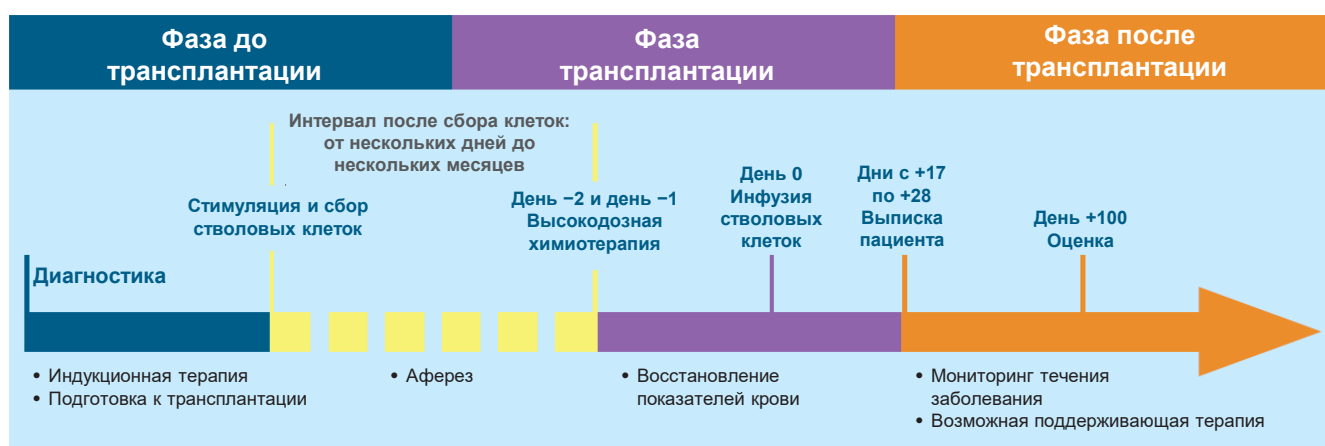 Фаза до
трансплантации
Фаза
трансплантации
Фаза после
трансплантации
Интервал после сбора клеток:
от нескольких дней до
нескольких месяцев
Стимуляция и сбор
стволовых клеток
День −2 и день −1
Высокодозная
химиотерапия
День 0
Инфузия
стволовых
клеток
Дни с +17
по +28
Выписка
пациента
День +100
Оценка
Диагностика
• Индукционная терапия
• Подготовка к трансплантации
• Аферез
• Восстановление
показателей крови
• Мониторинг течения
заболевания
• Возможная поддерживающая терапия